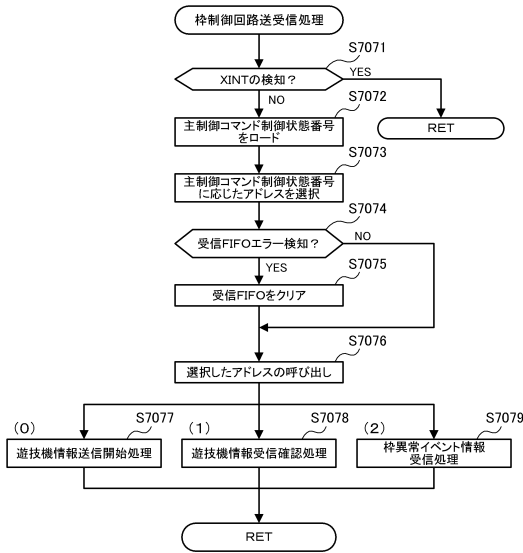 枠制御回路送受信処理
S7071
XINTの検知？
YES
NO
S7072
RET
主制御コマンド制御状態番号
をロード
S7073
主制御コマンド制御状態番号
に応じたアドレスを選択
S7074
受信FIFOエラー検知？
NO
YES
S7075
受信FIFOをクリア
S7076
選択したアドレスの呼び出し
(0)
S7077
(1)
S7078
(2)
S7079
遊技機情報送信開始処理
遊技機情報受信確認処理
枠異常イベント情報
受信処理
RET